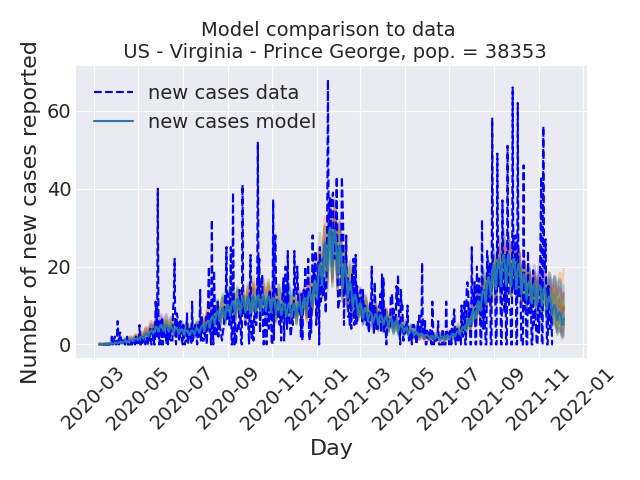 Model comparison to data
US - Virginia - Prince George, pop. = 38353
Number of new cases reported
new cases data
new cases model
60
40
20
0
2020-03
2020-05
2020-07
2020-09
2020-11
2021-01
2021-03
2021-05
2021-07
2021-09
2021-11
2022-01
Day